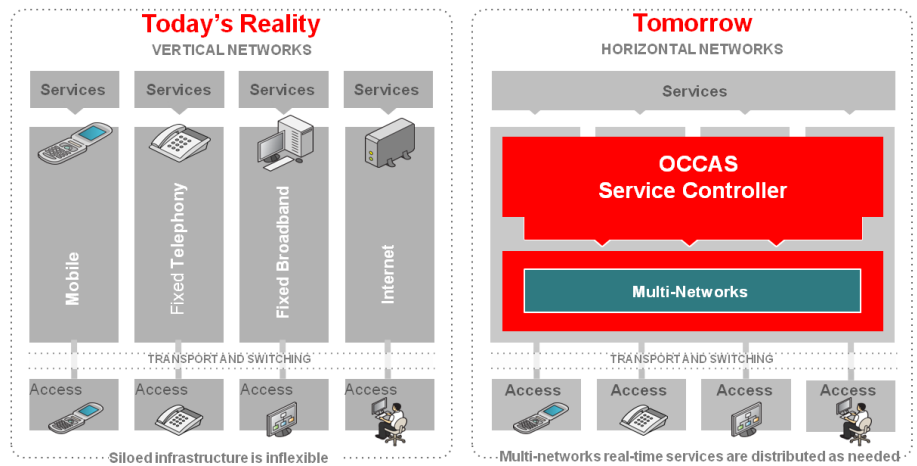 Today's Reality
VERTICAL NETWORKS
Services
Services
Services
Services
Mobile
Fixed Telephony
Fixed Broadband
Internet
TRANSPORT AND SWITCHING
Access
Access
Access
Access
Siloed infrastructure is inflexible
Tomorrow
HORIZONTAL NETWORKS
Services
OCCAS
Service Controller
Multi-Networks
TRANSPORT AND SWITCHING
Access
Access
Access
Access
Multi-networks real-time services are distributed as needed